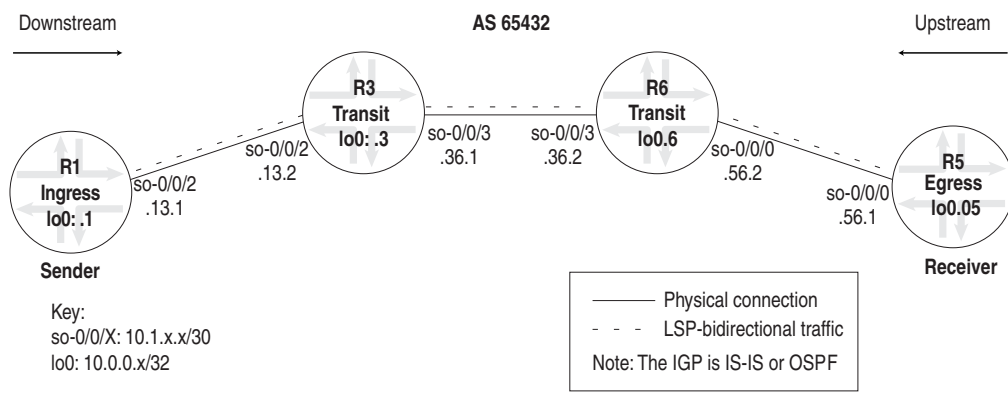 Downstream
AS 65432
Upstream
R3
Transit
lo0: .3
R6
Transit
lo0.6
so-0/0/3
.36.1
so-0/0/3
.36.2
so-0/0/2
.13.2
so-0/0/0
.56.2
R1
Ingress
lo0: .1
so-0/0/2
.13.1
R5
Egress
lo0.05
so-0/0/0
.56.1
Sender
Receiver
Key:
so-0/0/X: 10.1.x.x/30
lo0: 10.0.0.x/32
Physical connection
LSP-bidirectional traffic
Note: The IGP is IS-IS or OSPF